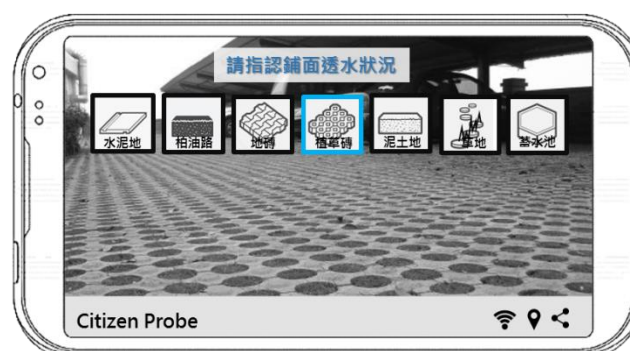 請指認鋪面透水狀況
水泥地
柏油路
地磚
植草磚
泥土地
草地
蓄水池
Citizen Probe